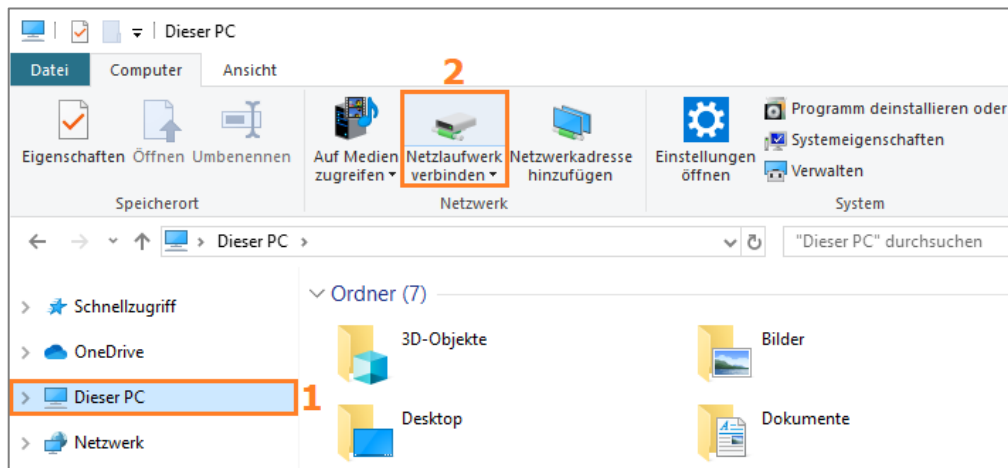 Dieser PC
Datei Computer Ansicht
2
Eigenschaften Öffnen Umbenennen
Auf Medien zugreifen
Netzlaufwerk verbinden
Netzwerkadresse hinzufügen
Einstellungen öffnen
Programm deinstallieren oder
Systemeigenschaften
Verwalten
Speicherort Netzwerk System
Dieser PC
"Dieser PC" durchsuchen
Schnellzugriff
OneDrive
Dieser PC 1
Netzwerk
Ordner (7)
3D-Objekte Bilder
Desktop Dokumente